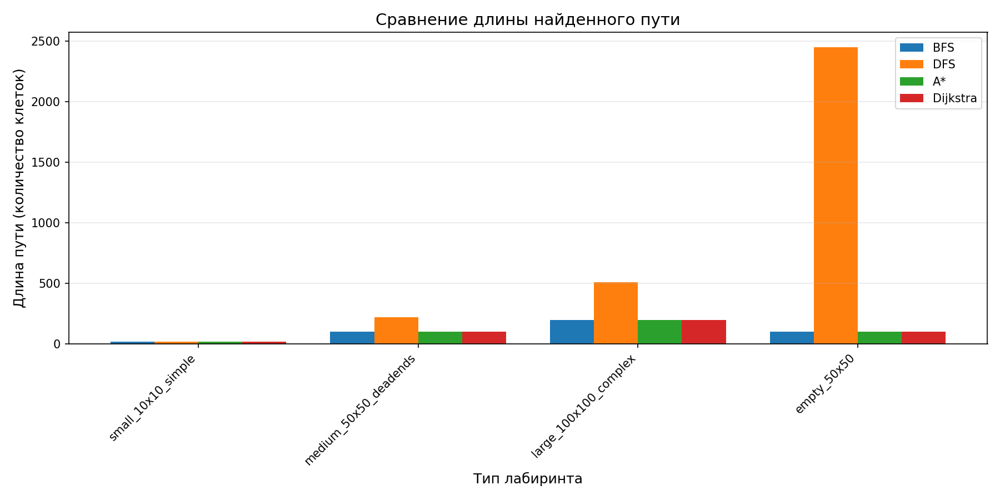 Сравнение длины найденного пути
Длина пути (количество клеток)
2500
2000
1500
1000
500
0
BFS
DFS
A*
Dijkstra
small_10x10_simple
medium_50x50_deadends
large_100x100_complex
empty_50x50
Тип лабиринта